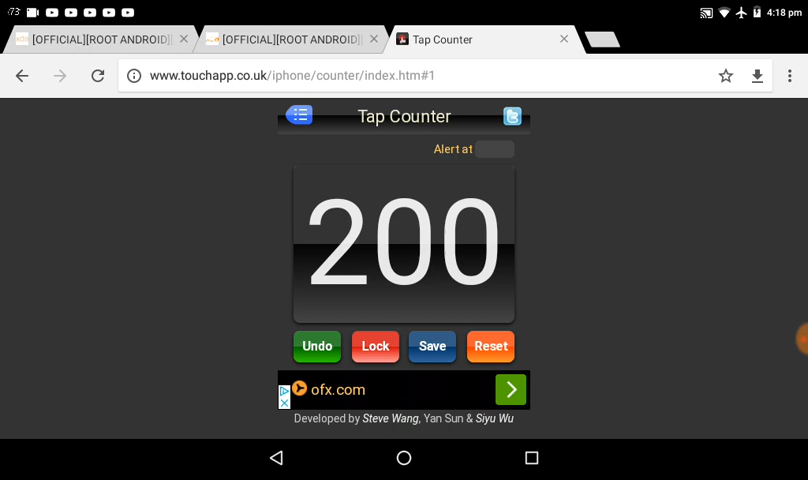 73° 4:18 pm
[OFFICIAL][ROOT ANDROID] [OFFICIAL][ROOT ANDROID] Tap Counter
www.touchapp.co.uk/iphone/counter/index.htm#1
Tap Counter
Alert at
200
Undo Lock Save Reset
ofx.com
Developed by Steve Wang, Yan Sun & Siyu Wu